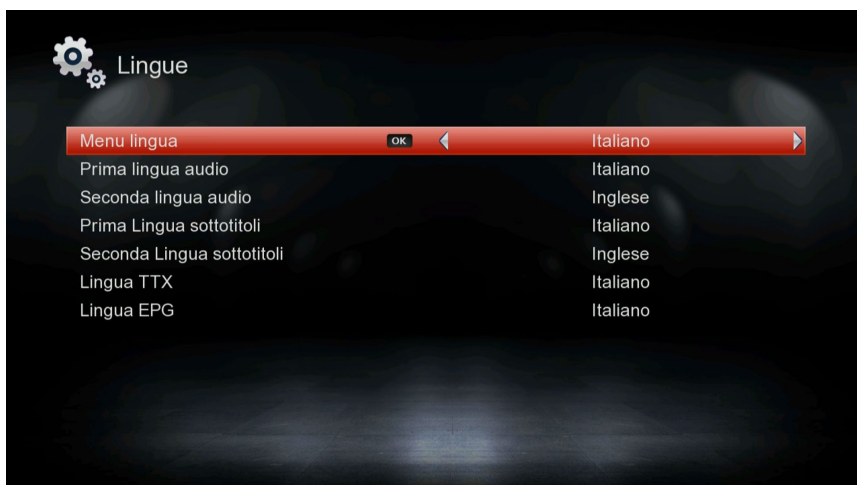 Lingue
Menu lingua OK Italiano
Prima lingua audio Italiano
Seconda lingua audio Inglese
Prima Lingua sottotitoli Italiano
Seconda Lingua sottotitoli Inglese
Lingua TTX Italiano
Lingua EPG Italiano